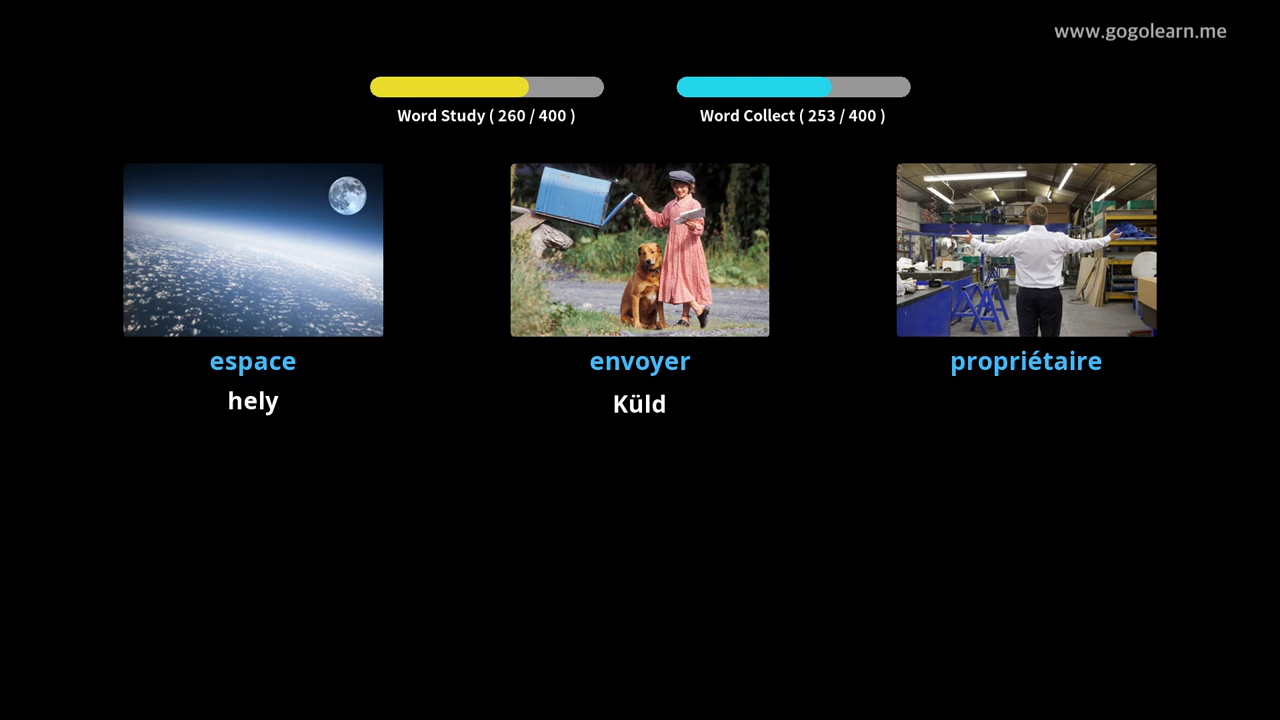 www.gogolearn.me
Word Study ( 260 / 400 )
Word Collect ( 253 / 400 )
espace
envoyer
propriétaire
hely
Küld